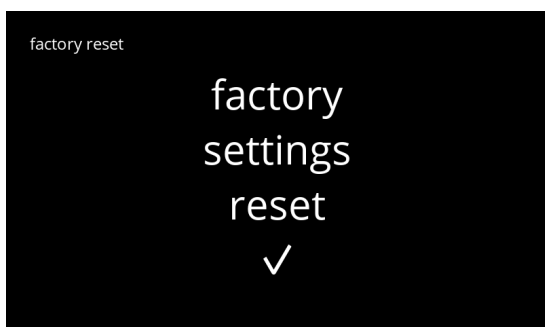 factory reset
factory
settings
reset
✓